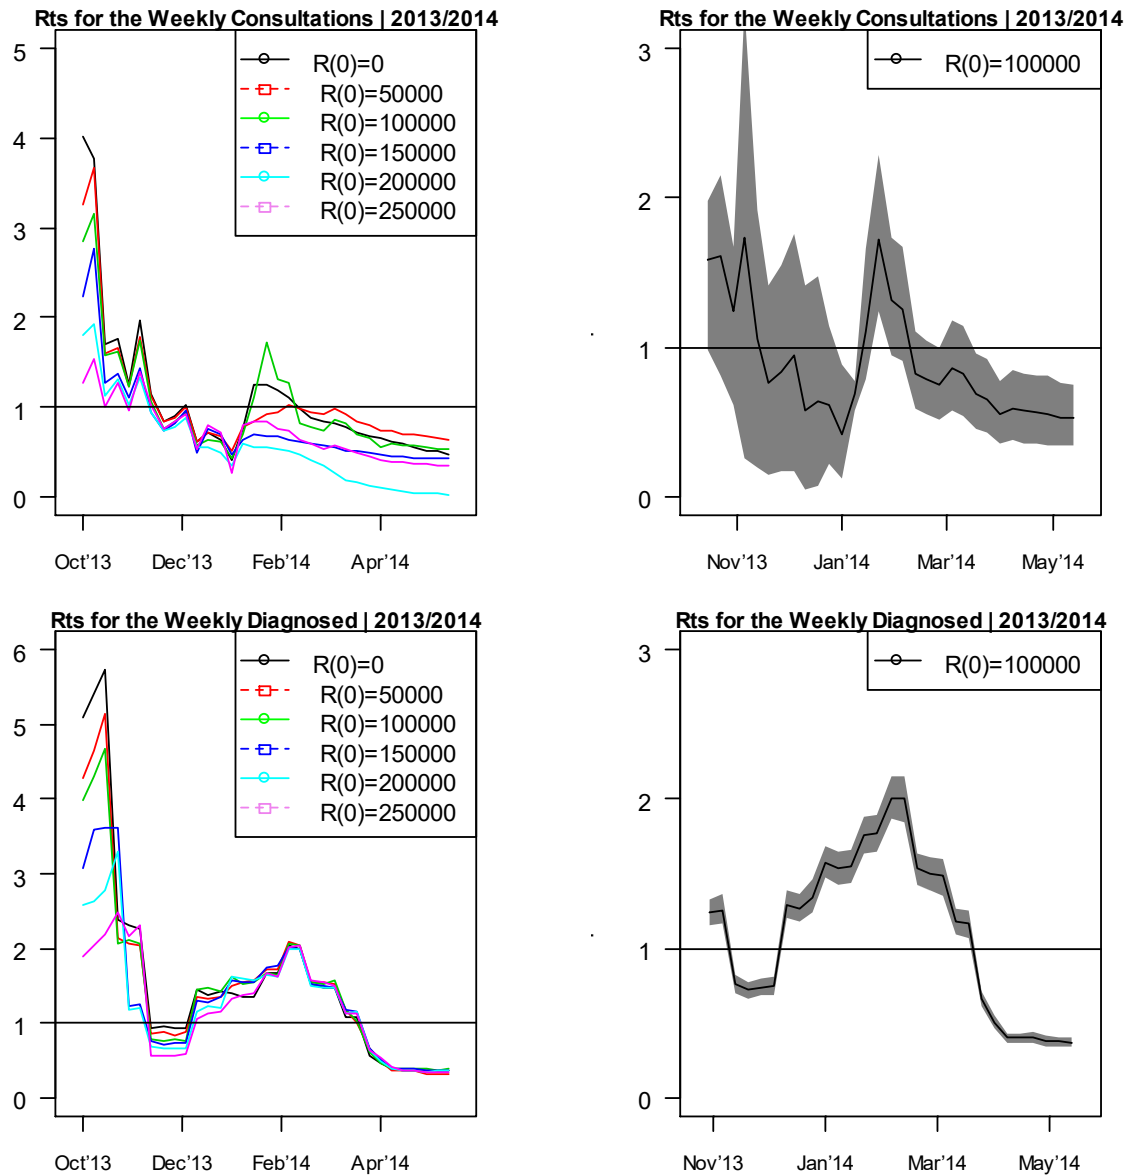 Rts for the Weekly Consultations | 2013/2014
5
4
3
2
1
0
R(0)=0
R(0)=50000
R(0)=100000
R(0)=150000
R(0)=200000
R(0)=250000
Oct'13 Dec'13 Feb'14 Apr'14
Rts for the Weekly Consultations | 2013/2014
3
2
1
0
R(0)=100000
Nov'13 Jan'14 Mar'14 May'14
Rts for the Weekly Diagnosed | 2013/2014
6
5
4
3
2
1
0
R(0)=0
R(0)=50000
R(0)=100000
R(0)=150000
R(0)=200000
R(0)=250000
Oct'13 Dec'13 Feb'14 Apr'14
Rts for the Weekly Diagnosed | 2013/2014
3
2
1
0
R(0)=100000
Nov'13 Jan'14 Mar'14 May'14